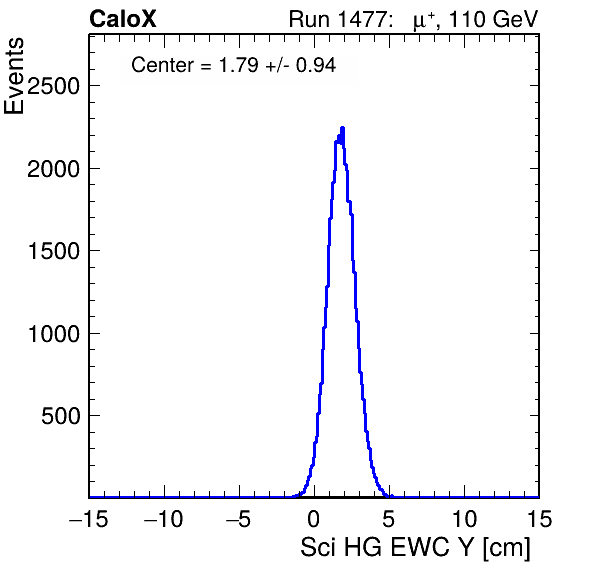 CaloX Run 1477: μ⁺, 110 GeV
Center = 1.79 +/- 0.94
Events
2500
2000
1500
1000
500
−15 −10 −5 0 5 10 15
Sci HG EWC Y [cm]